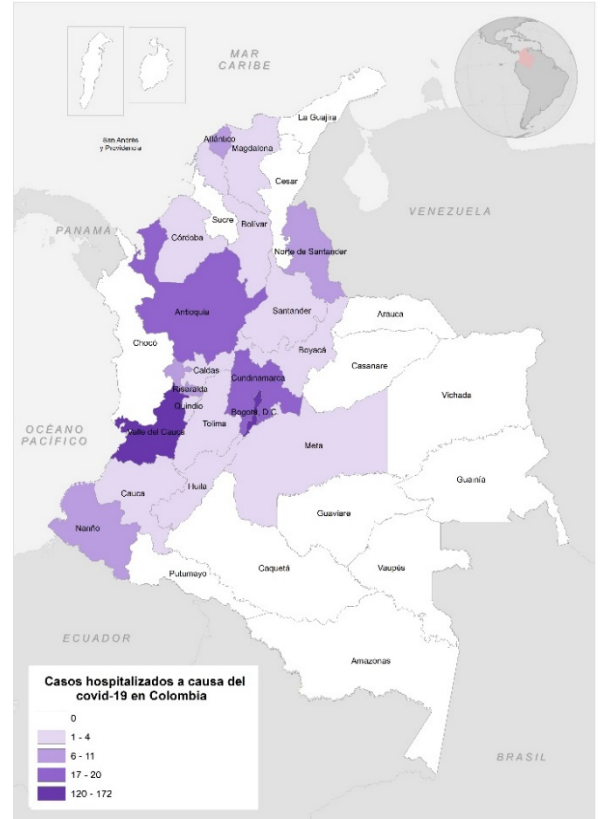 MAR
CARIBE
San Andrés
y Providencia
La Guajira
Atlántico
Magdalena
Cesar
VENEZUELA
PANAMÁ
Sucre
Bolívar
Córdoba
Norte de Santander
Antioquia
Santander
Arauca
Chocó
Boyacá
Caldas
Casanare
Cundinamarca
Risaralda
Vichada
Quindío
Bogotá, D.C.
OCÉANO
PACÍFICO
Valle del Cauca
Tolima
Meta
Guainía
Cauca
Huila
Guaviare
Nariño
Putumayo
Caquetá
Vaupés
ECUADOR
Amazonas
Casos hospitalizados a causa del
covid-19 en Colombia
0
1 - 4
6 - 11
17 - 20
120 - 172
BRASIL